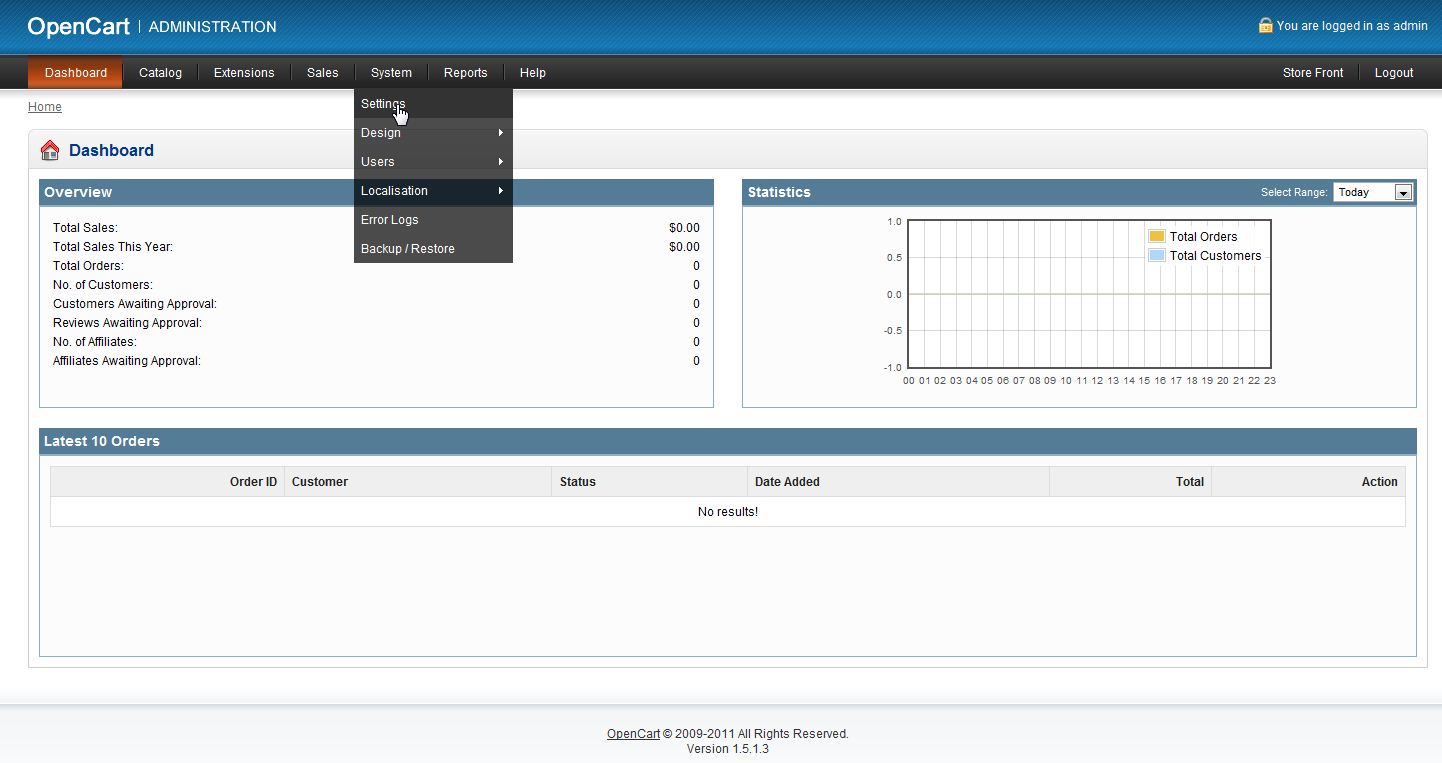 OpenCart | ADMINISTRATION
You are logged in as admin
Dashboard Catalog Extensions Sales System Reports Help Store Front Logout
Home
Settings
Design
Users
Localisation
Error Logs
Backup / Restore
Dashboard
Overview
Total Sales: $0.00
Total Sales This Year: $0.00
Total Orders: 0
No. of Customers: 0
Customers Awaiting Approval: 0
Reviews Awaiting Approval: 0
No. of Affiliates: 0
Affiliates Awaiting Approval: 0
Statistics
Select Range: Today
1.0
0.5
0.0
-0.5
-1.0
Total Orders
Total Customers
00 01 02 03 04 05 06 07 08 09 10 11 12 13 14 15 16 17 18 19 20 21 22 23
Latest 10 Orders
Order ID Customer Status Date Added Total Action
No results!
OpenCart © 2009-2011 All Rights Reserved.
Version 1.5.1.3